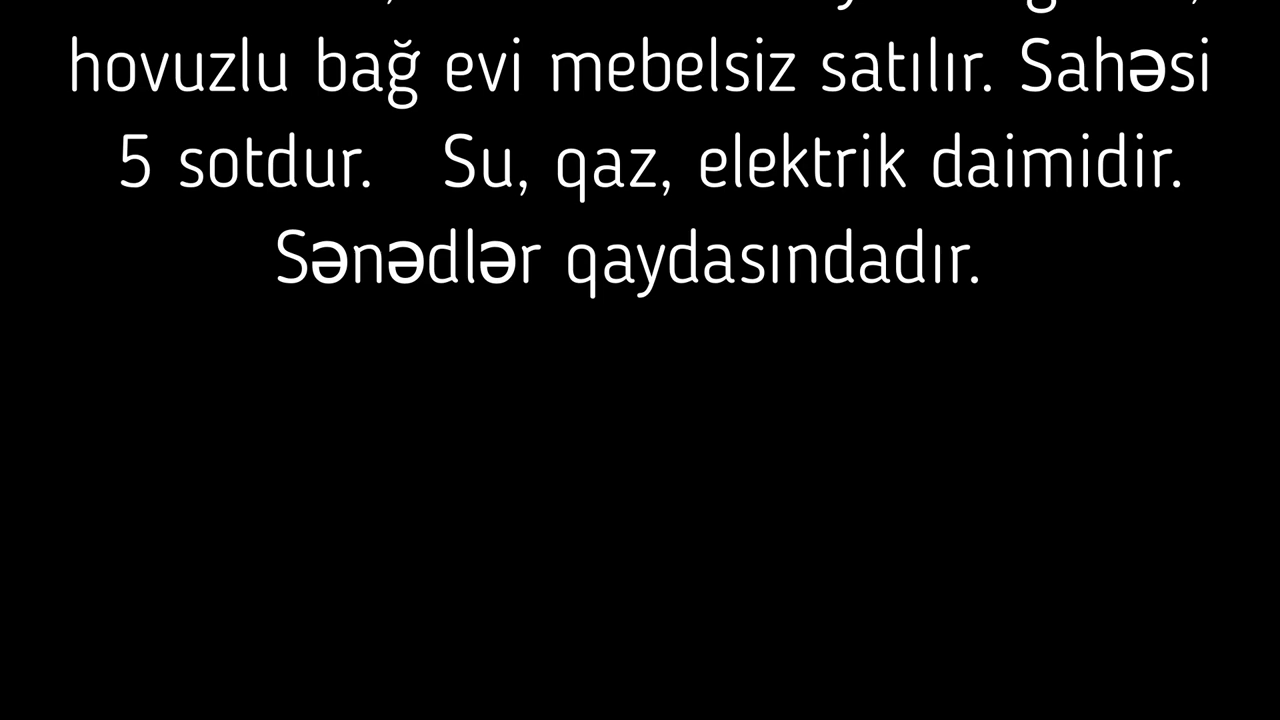 hovuzlu bağ evi mebelsiz satılır. Sahəsi
5 sotdur. Su, qaz, elektrik daimidir.
Sənədlər qaydasındadır.